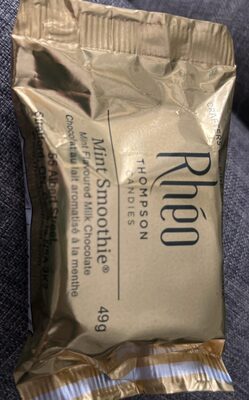 Rhéo
THOMPSON
CANDIES
Mint Smoothie®
Mint Flavoured Milk Chocolate
Chocolat au lait aromatisé à la menthe
49g